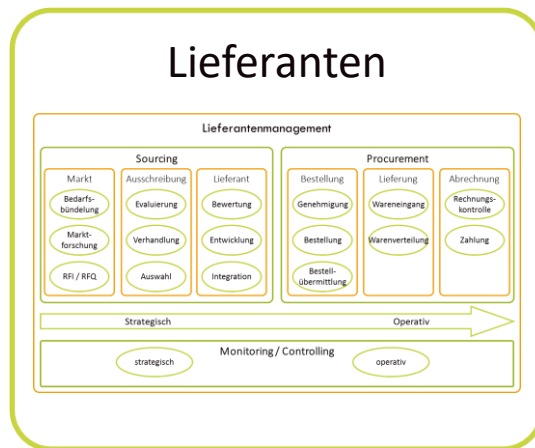 Lieferanten
Lieferantenmanagement
Sourcing
Markt
Bedarfs-
bündelung
Markt-
forschung
RFI / RFQ
Ausschreibung
Evaluierung
Verhandlung
Auswahl
Lieferant
Bewertung
Entwicklung
Integration
Procurement
Bestellung
Genehmigung
Bestellung
Bestell-
übermittlung
Lieferung
Wareneingang
Warenverteilung
Abrechnung
Rechnungs-
kontrolle
Zahlung
Strategisch
Operativ
Monitoring / Controlling
strategisch
operativ